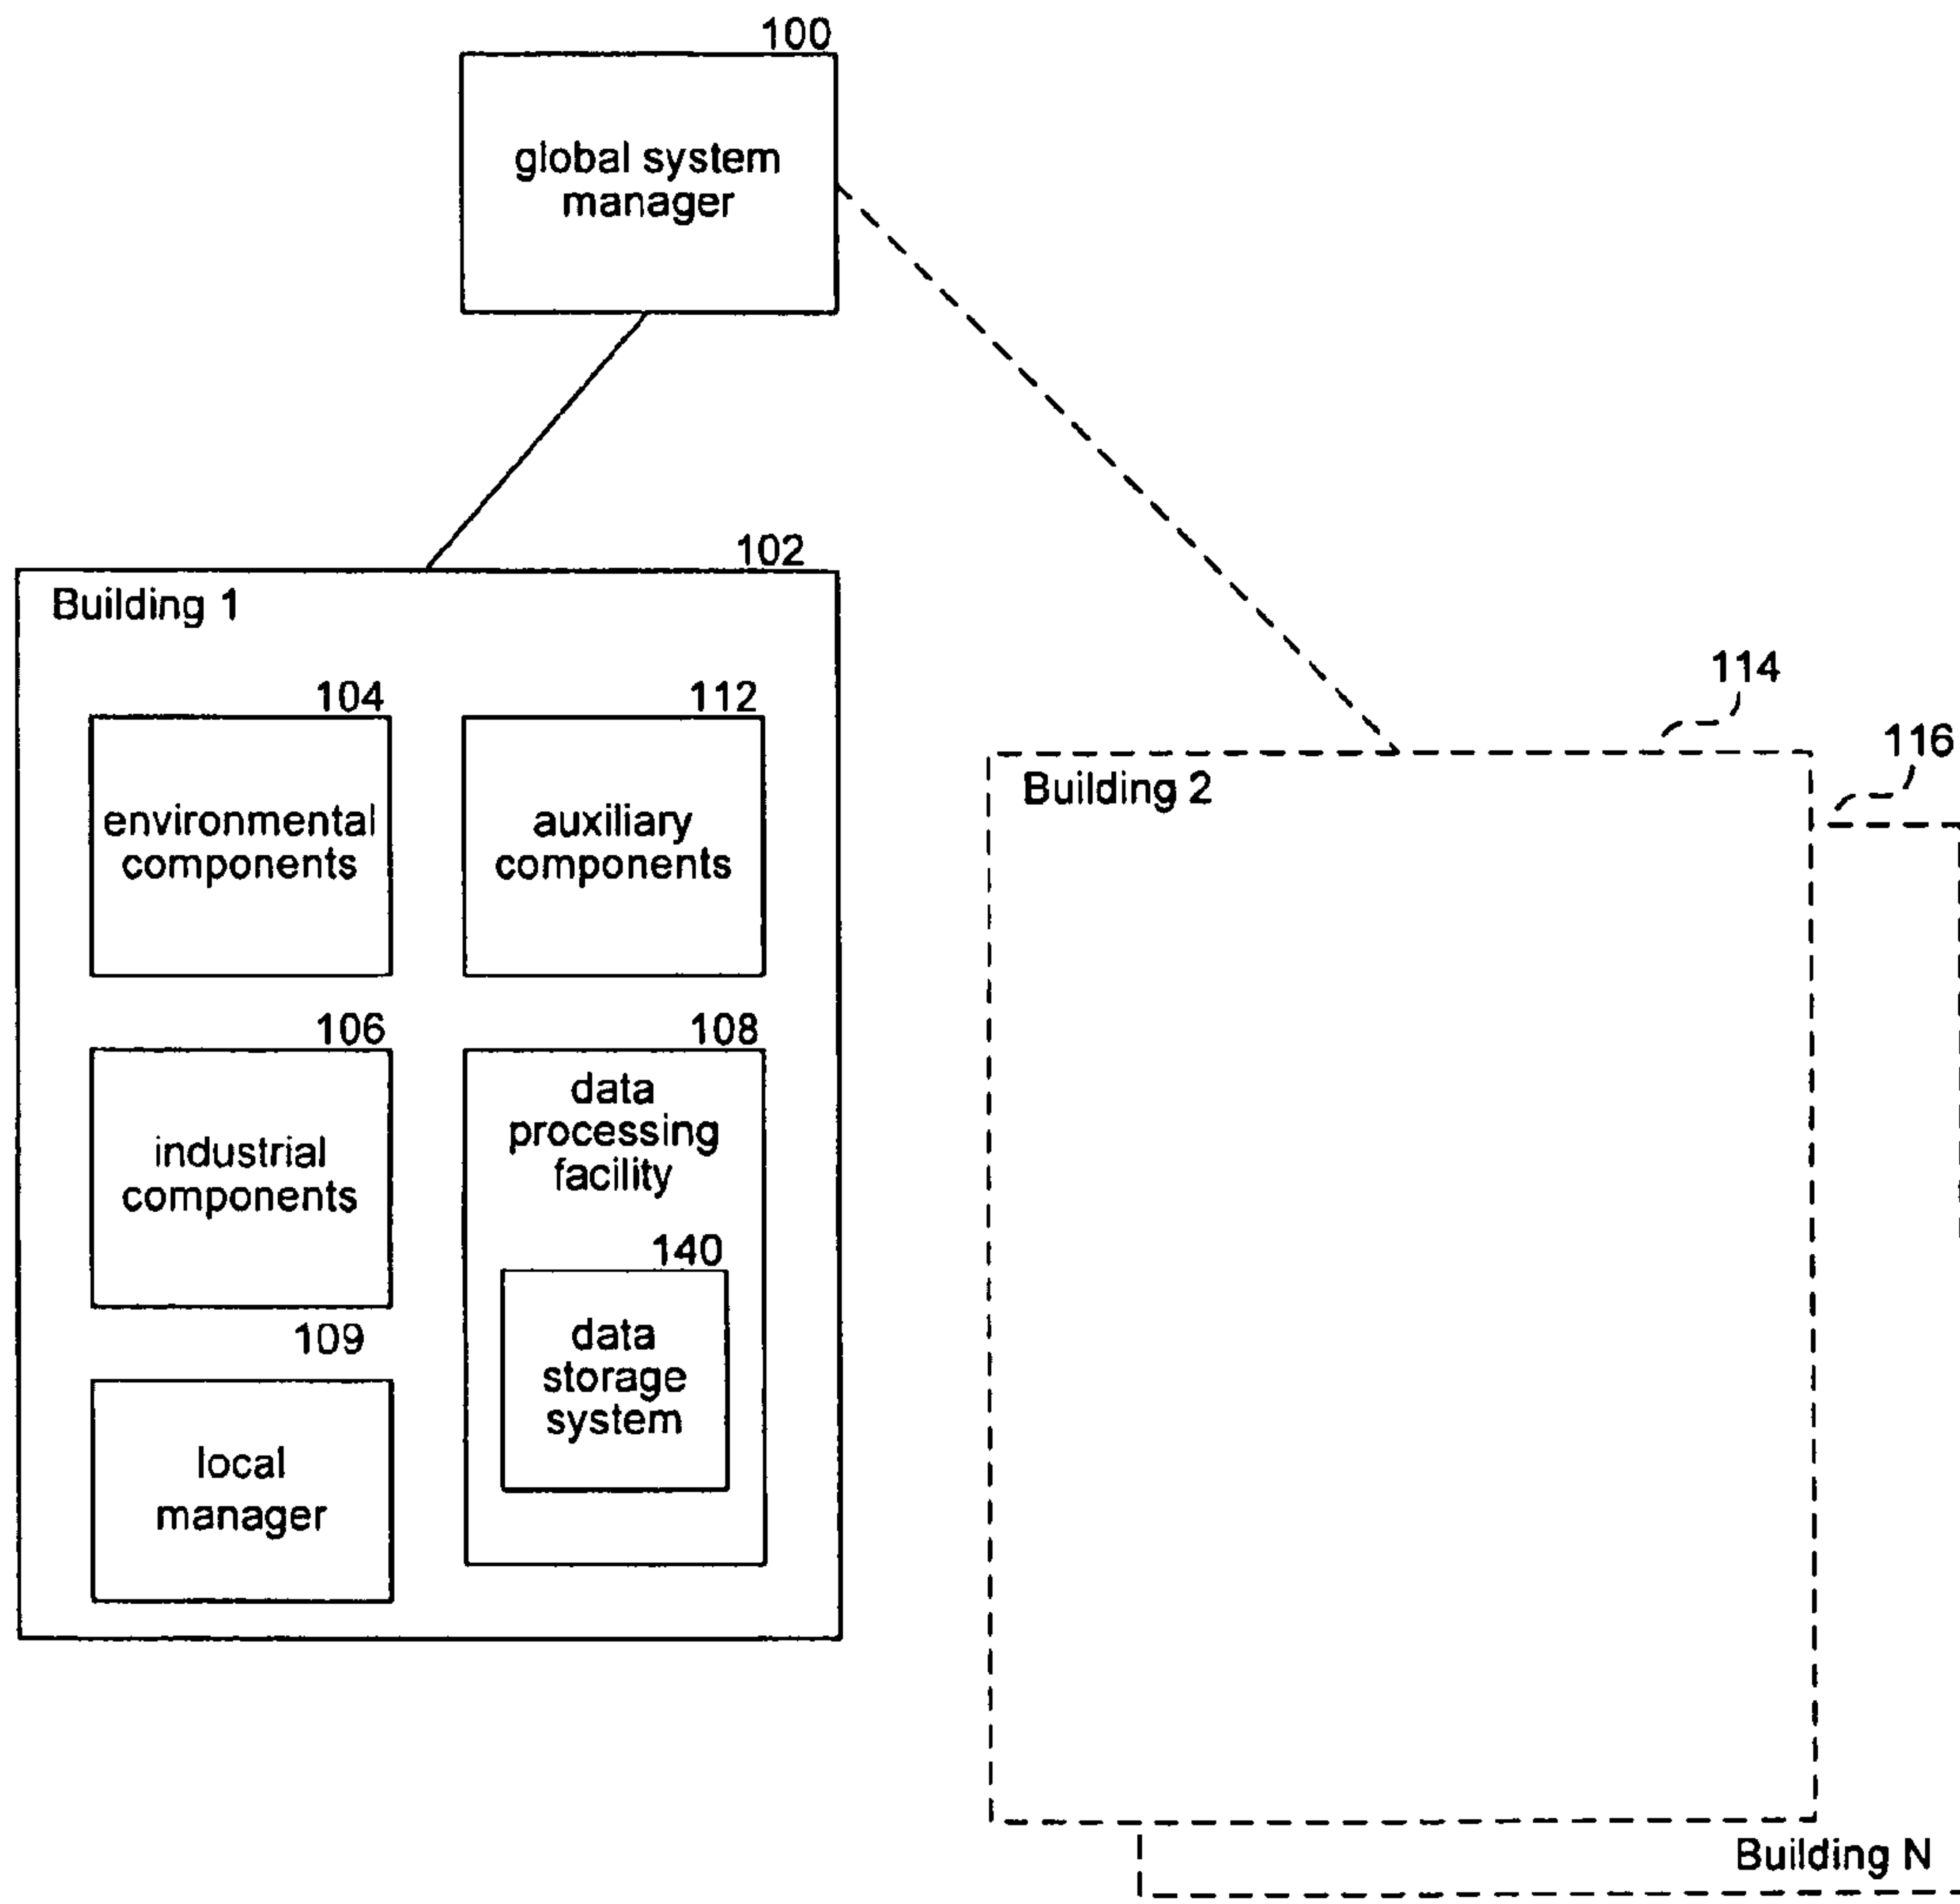 100
global system
manager
102
Building 1
104
environmental
components
112
auxiliary
components
106
industrial
components
108
data
processing
facility
140
data
storage
system
109
local
manager
114
116
Building 2
Building N